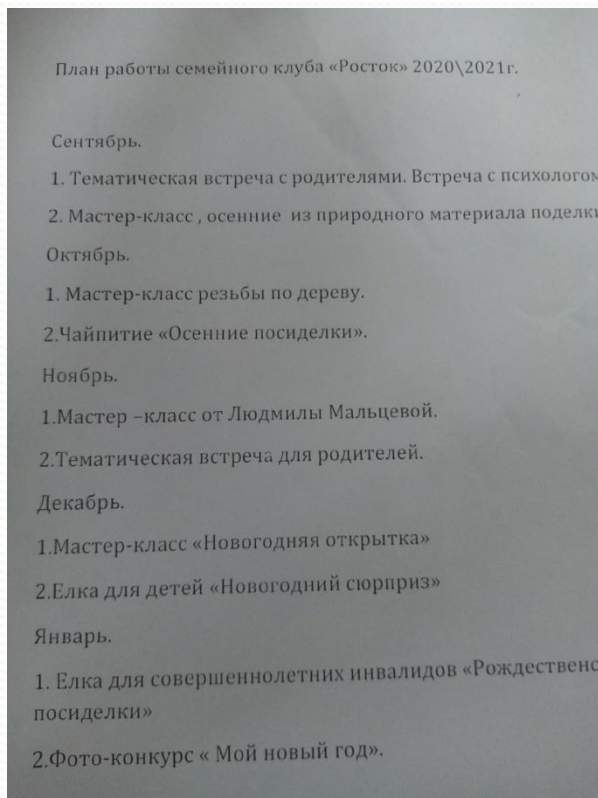 План работы семейного клуба «Росток» 2020\2021г.
Сентябрь.
1. Тематическая встреча с родителями. Встреча с психологом
2. Мастер-класс , осенние из природного материала поделки
Октябрь.
1. Мастер-класс резьбы по дереву.
2.Чайпитие «Осенние посиделки».
Ноябрь.
1.Мастер –класс от Людмилы Мальцевой.
2.Тематическая встреча для родителей.
Декабрь.
1.Мастер-класс «Новогодняя открытка»
2.Елка для детей «Новогодний сюрприз»
Январь.
1. Елка для совершеннолетних инвалидов
посиделки»
2.Фото-конкурс « Мой новый год».